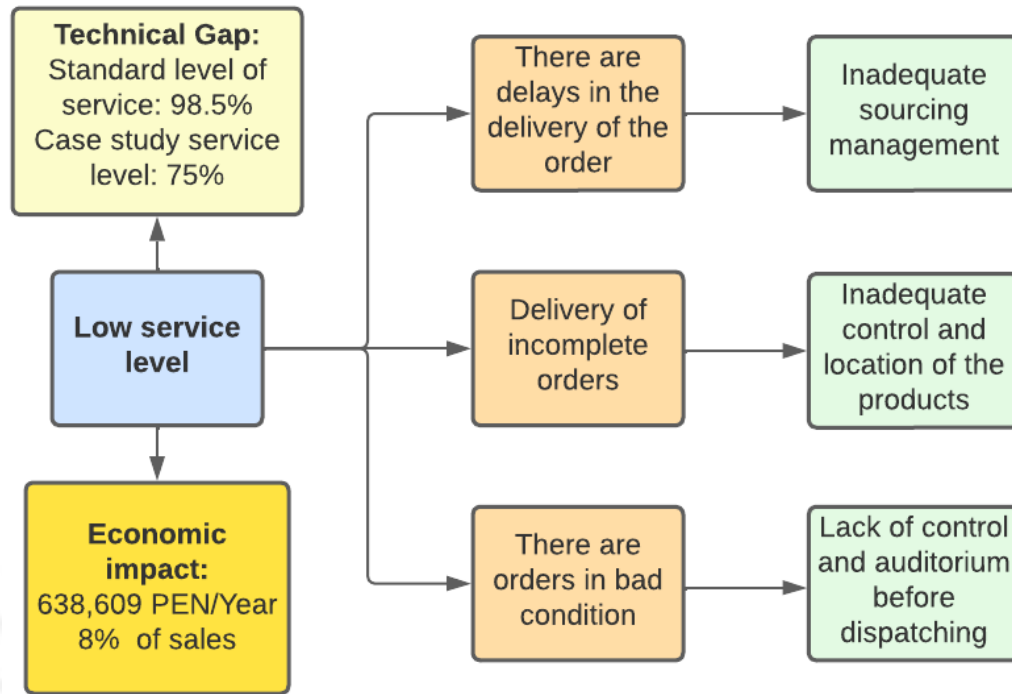 Technical Gap:
Standard level of
service: 98.5%
Case study service
level: 75%
Low service
level
Economic
impact:
638,609 PEN/Year
8% of sales
There are
delays in the
delivery of the
order
Delivery of
incomplete
orders
There are
orders in bad
condition
Inadequate
sourcing
management
Inadequate
control and
location of the
products
Lack of control
and auditorium
before
dispatching